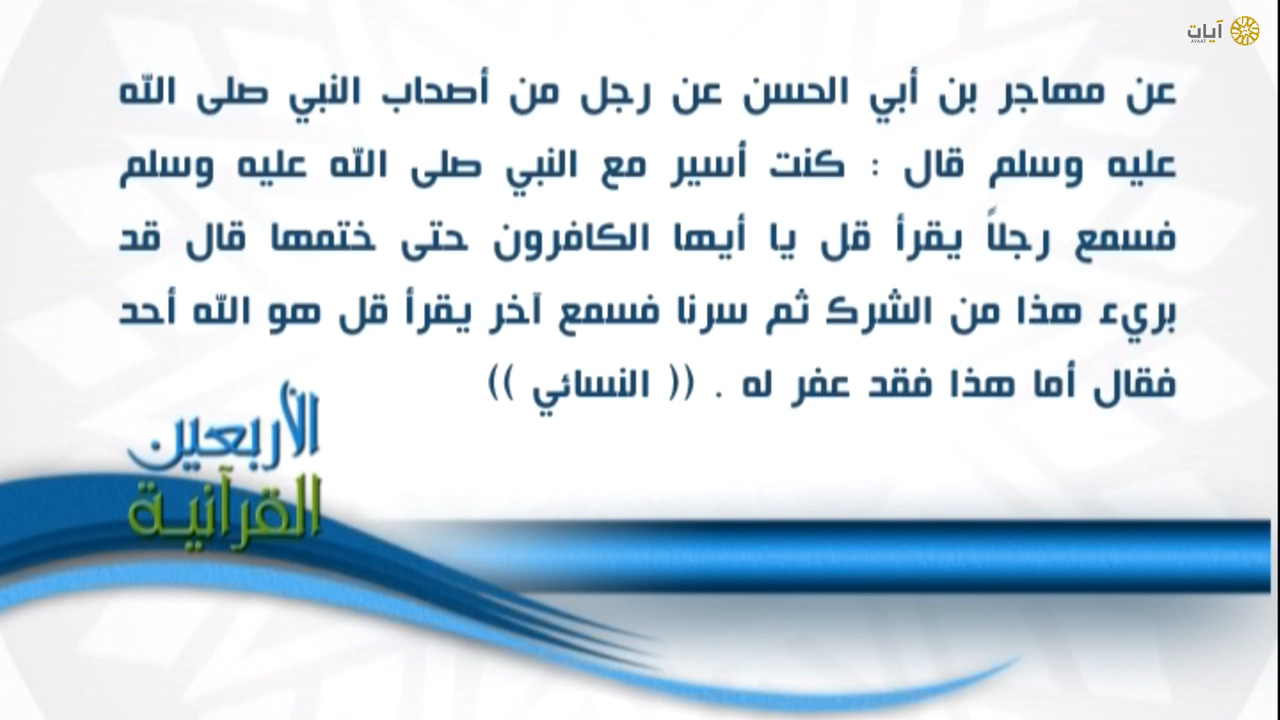 آيات
AYAAT
عن مهاجر بن أبي الحسن عن رجل من أصحاب النبي صلى الله
عليه وسلم قال : كنت أسير مع النبي صلى الله عليه وسلم
فسمع رجلاً يقرأ قل يا أيها الكافرون حتى ختمها قال قد
بريء هذا من الشرك ثم سرنا فسمع آخر يقرأ قل هو الله أحد
فقال أما هذا فقد عفر له . (( النسائي ))
الأربعين
القرآنية